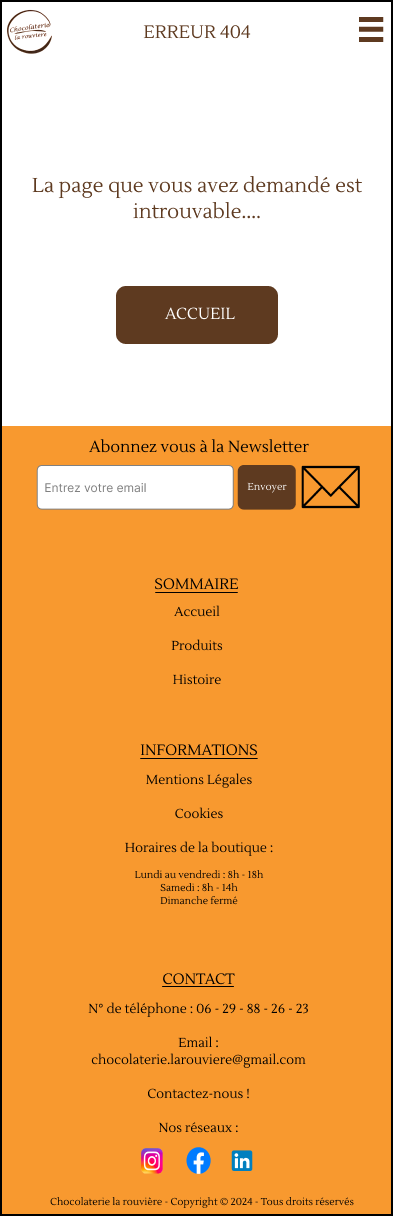 Chocolaterie
la rouviere
ERREUR 404
La page que vous avez demandé est
introuvable....
ACCUEIL
Abonnez vous à la Newsletter
Entrez votre email
Envoyer
SOMMAIRE
Accueil
Produits
Histoire
INFORMATIONS
Mentions Légales
Cookies
Horaires de la boutique :
Lundi au vendredi : 8h - 18h
Samedi : 8h - 14h
Dimanche fermé
CONTACT
N° de téléphone : 06 - 29 - 88 - 26 - 23
Email :
chocolaterie.larouviere@gmail.com
Contactez-nous !
Nos réseaux :
Chocolaterie la rouvière - Copyright © 2024 - Tous droits réservés